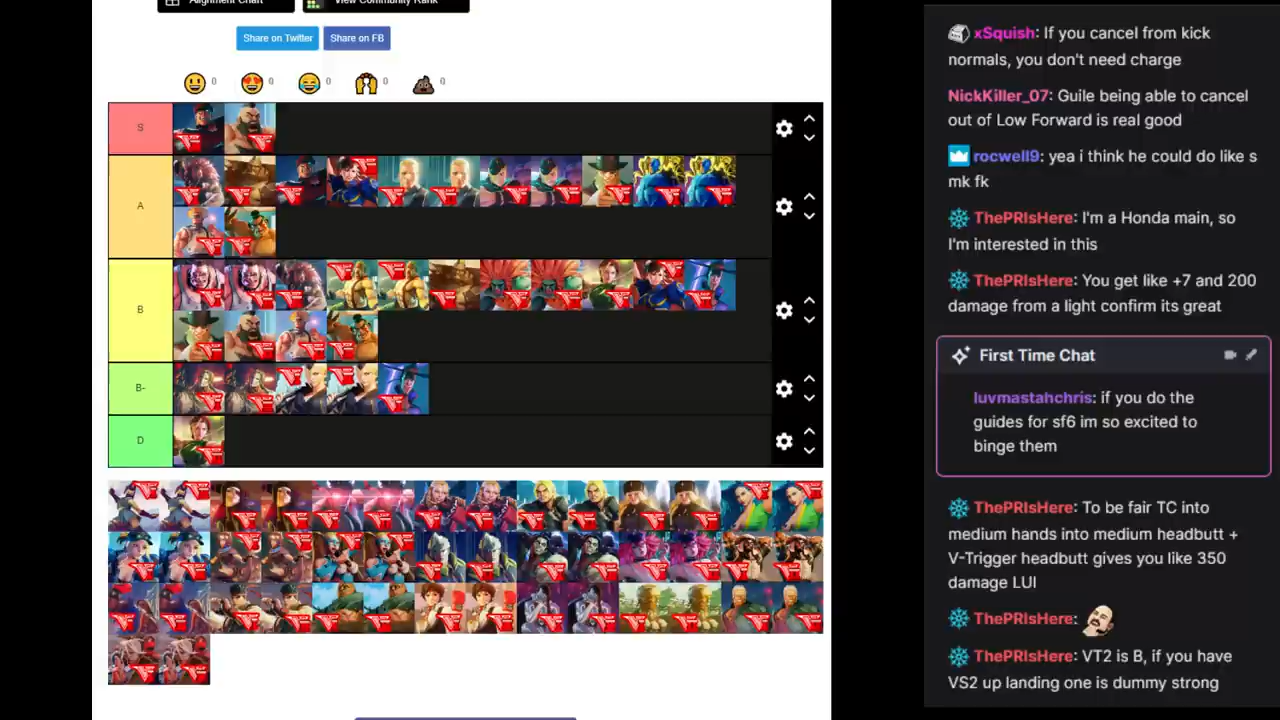 Alignment Chart
View Community Rank
Share on Twitter
Share on FB
0
0
0
0
0
S
A
B
B-
D
xSquish: If you cancel from kick
normals, you don't need charge
NickKiller_07: Guile being able to cancel
out of Low Forward is real good
rocwell9: yea i think he could do like s
mk fk
ThePRIsHere: I'm a Honda main, so
I'm interested in this
ThePRIsHere: You get like +7 and 200
damage from a light confirm its great
First Time Chat
luvmastahchris: if you do the
guides for sf6 im so excited to
binge them
ThePRIsHere: To be fair TC into
medium hands into medium headbutt +
V-Trigger headbutt gives you like 350
damage LUl
ThePRIsHere:
ThePRIsHere: VT2 is B, if you have
VS2 up landing one is dummy strong